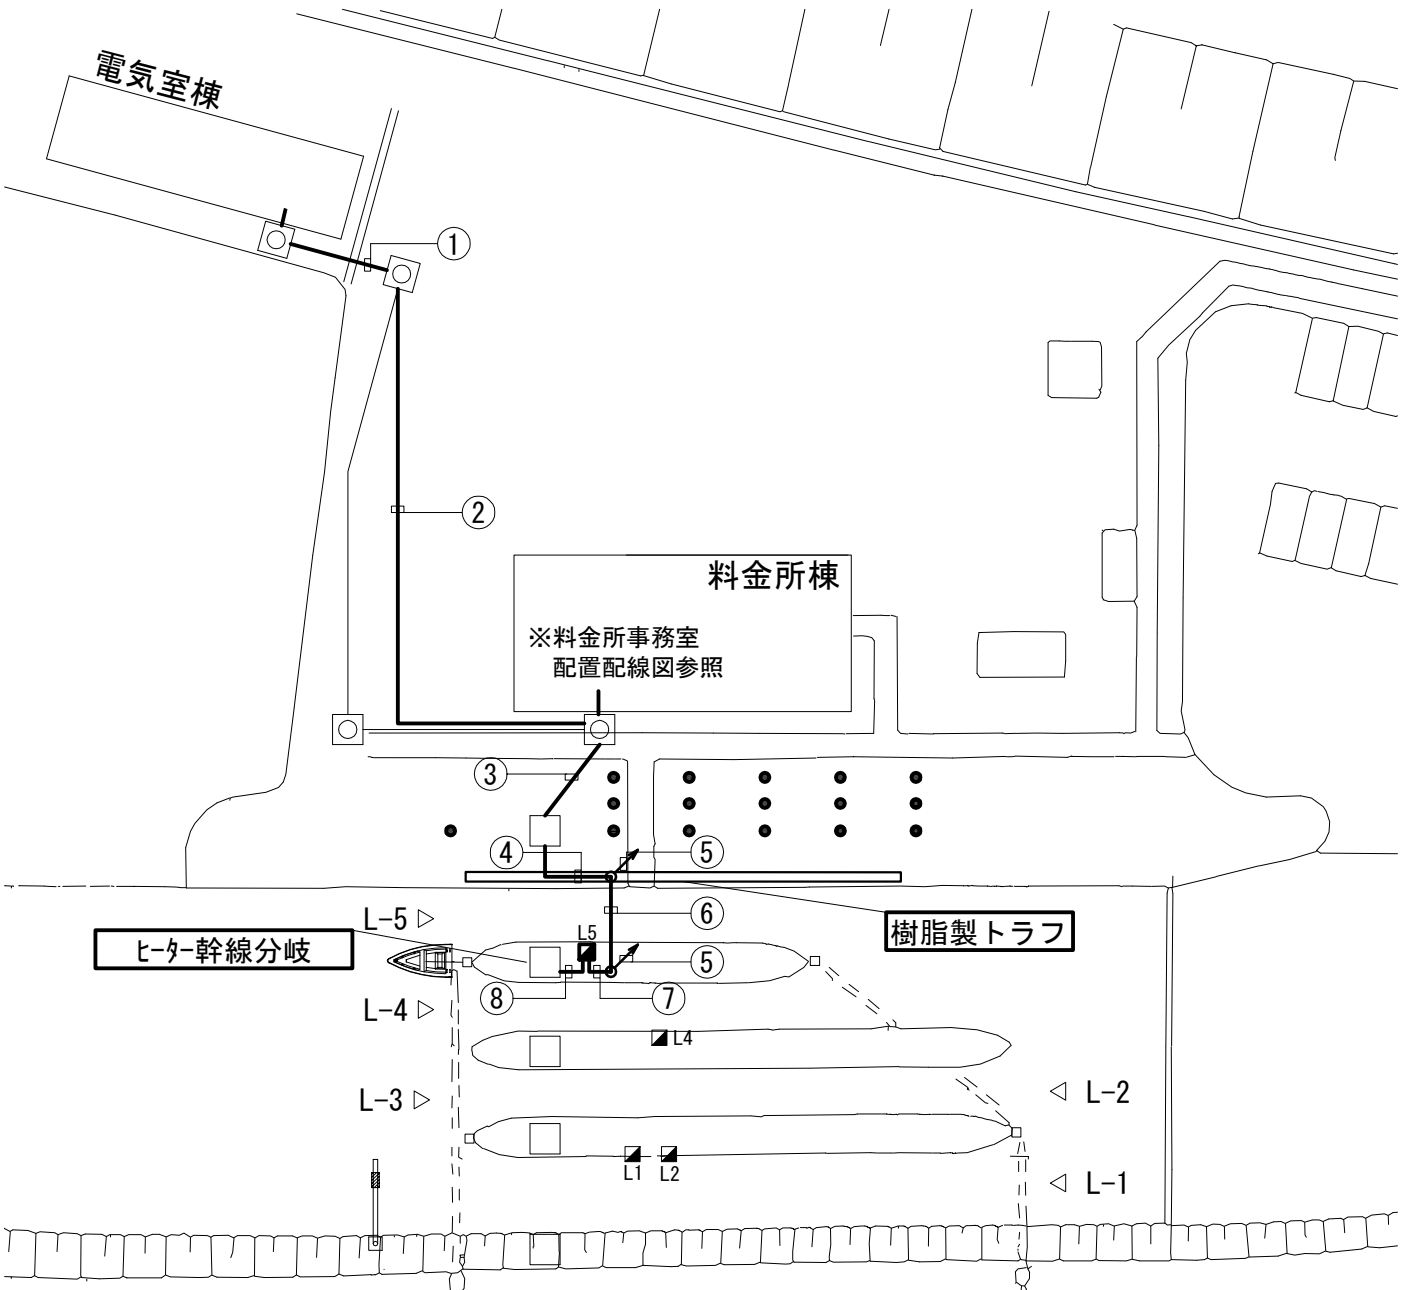 電気室棟
①
②
料金所棟
※料金所事務室
配置配線図参照
③
④
⑤
⑥
L-5
樹脂製トラフ
L5
ﾋｰﾀｰ幹線分岐
⑤
⑧
⑦
L-4
L4
L-3
L-2
L1
L2
L-1